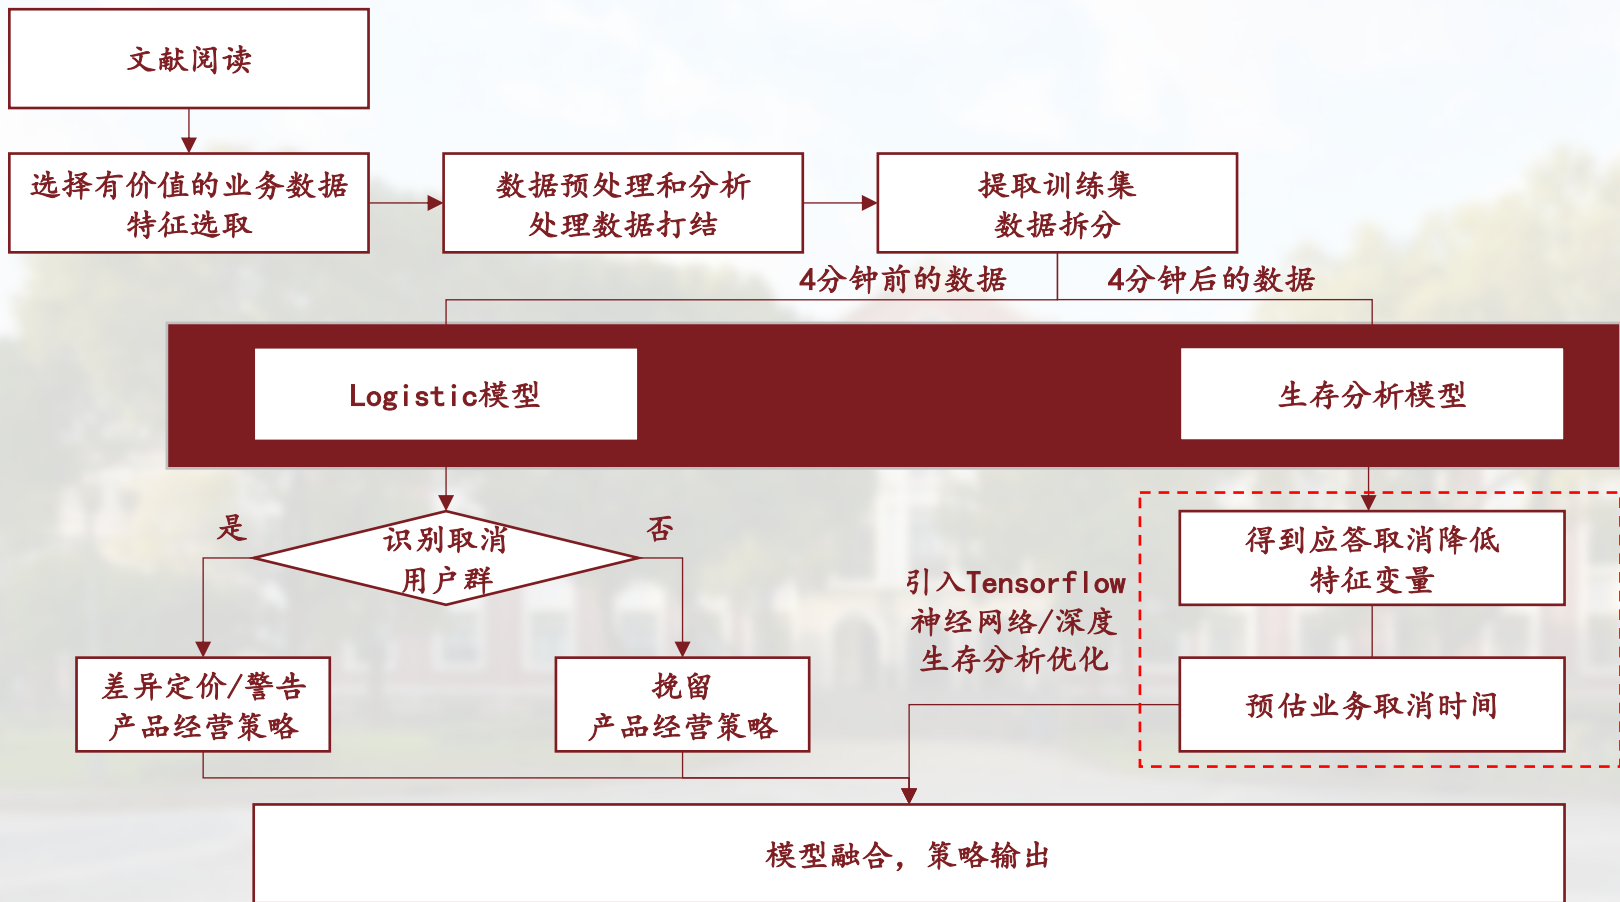 文献阅读
选择有价值的业务数据
特征选取
数据预处理和分析
处理数据打结
提取训练集
数据拆分
4分钟前的数据
4分钟后的数据
Logistic模型
生存分析模型
是
识别取消
用户群
否
引入Tensorflow
神经网络/深度
生存分析优化
得到应答取消降低
特征变量
差异定价/警告
产品经营策略
挽留
产品经营策略
预估业务取消时间
模型融合，策略输出